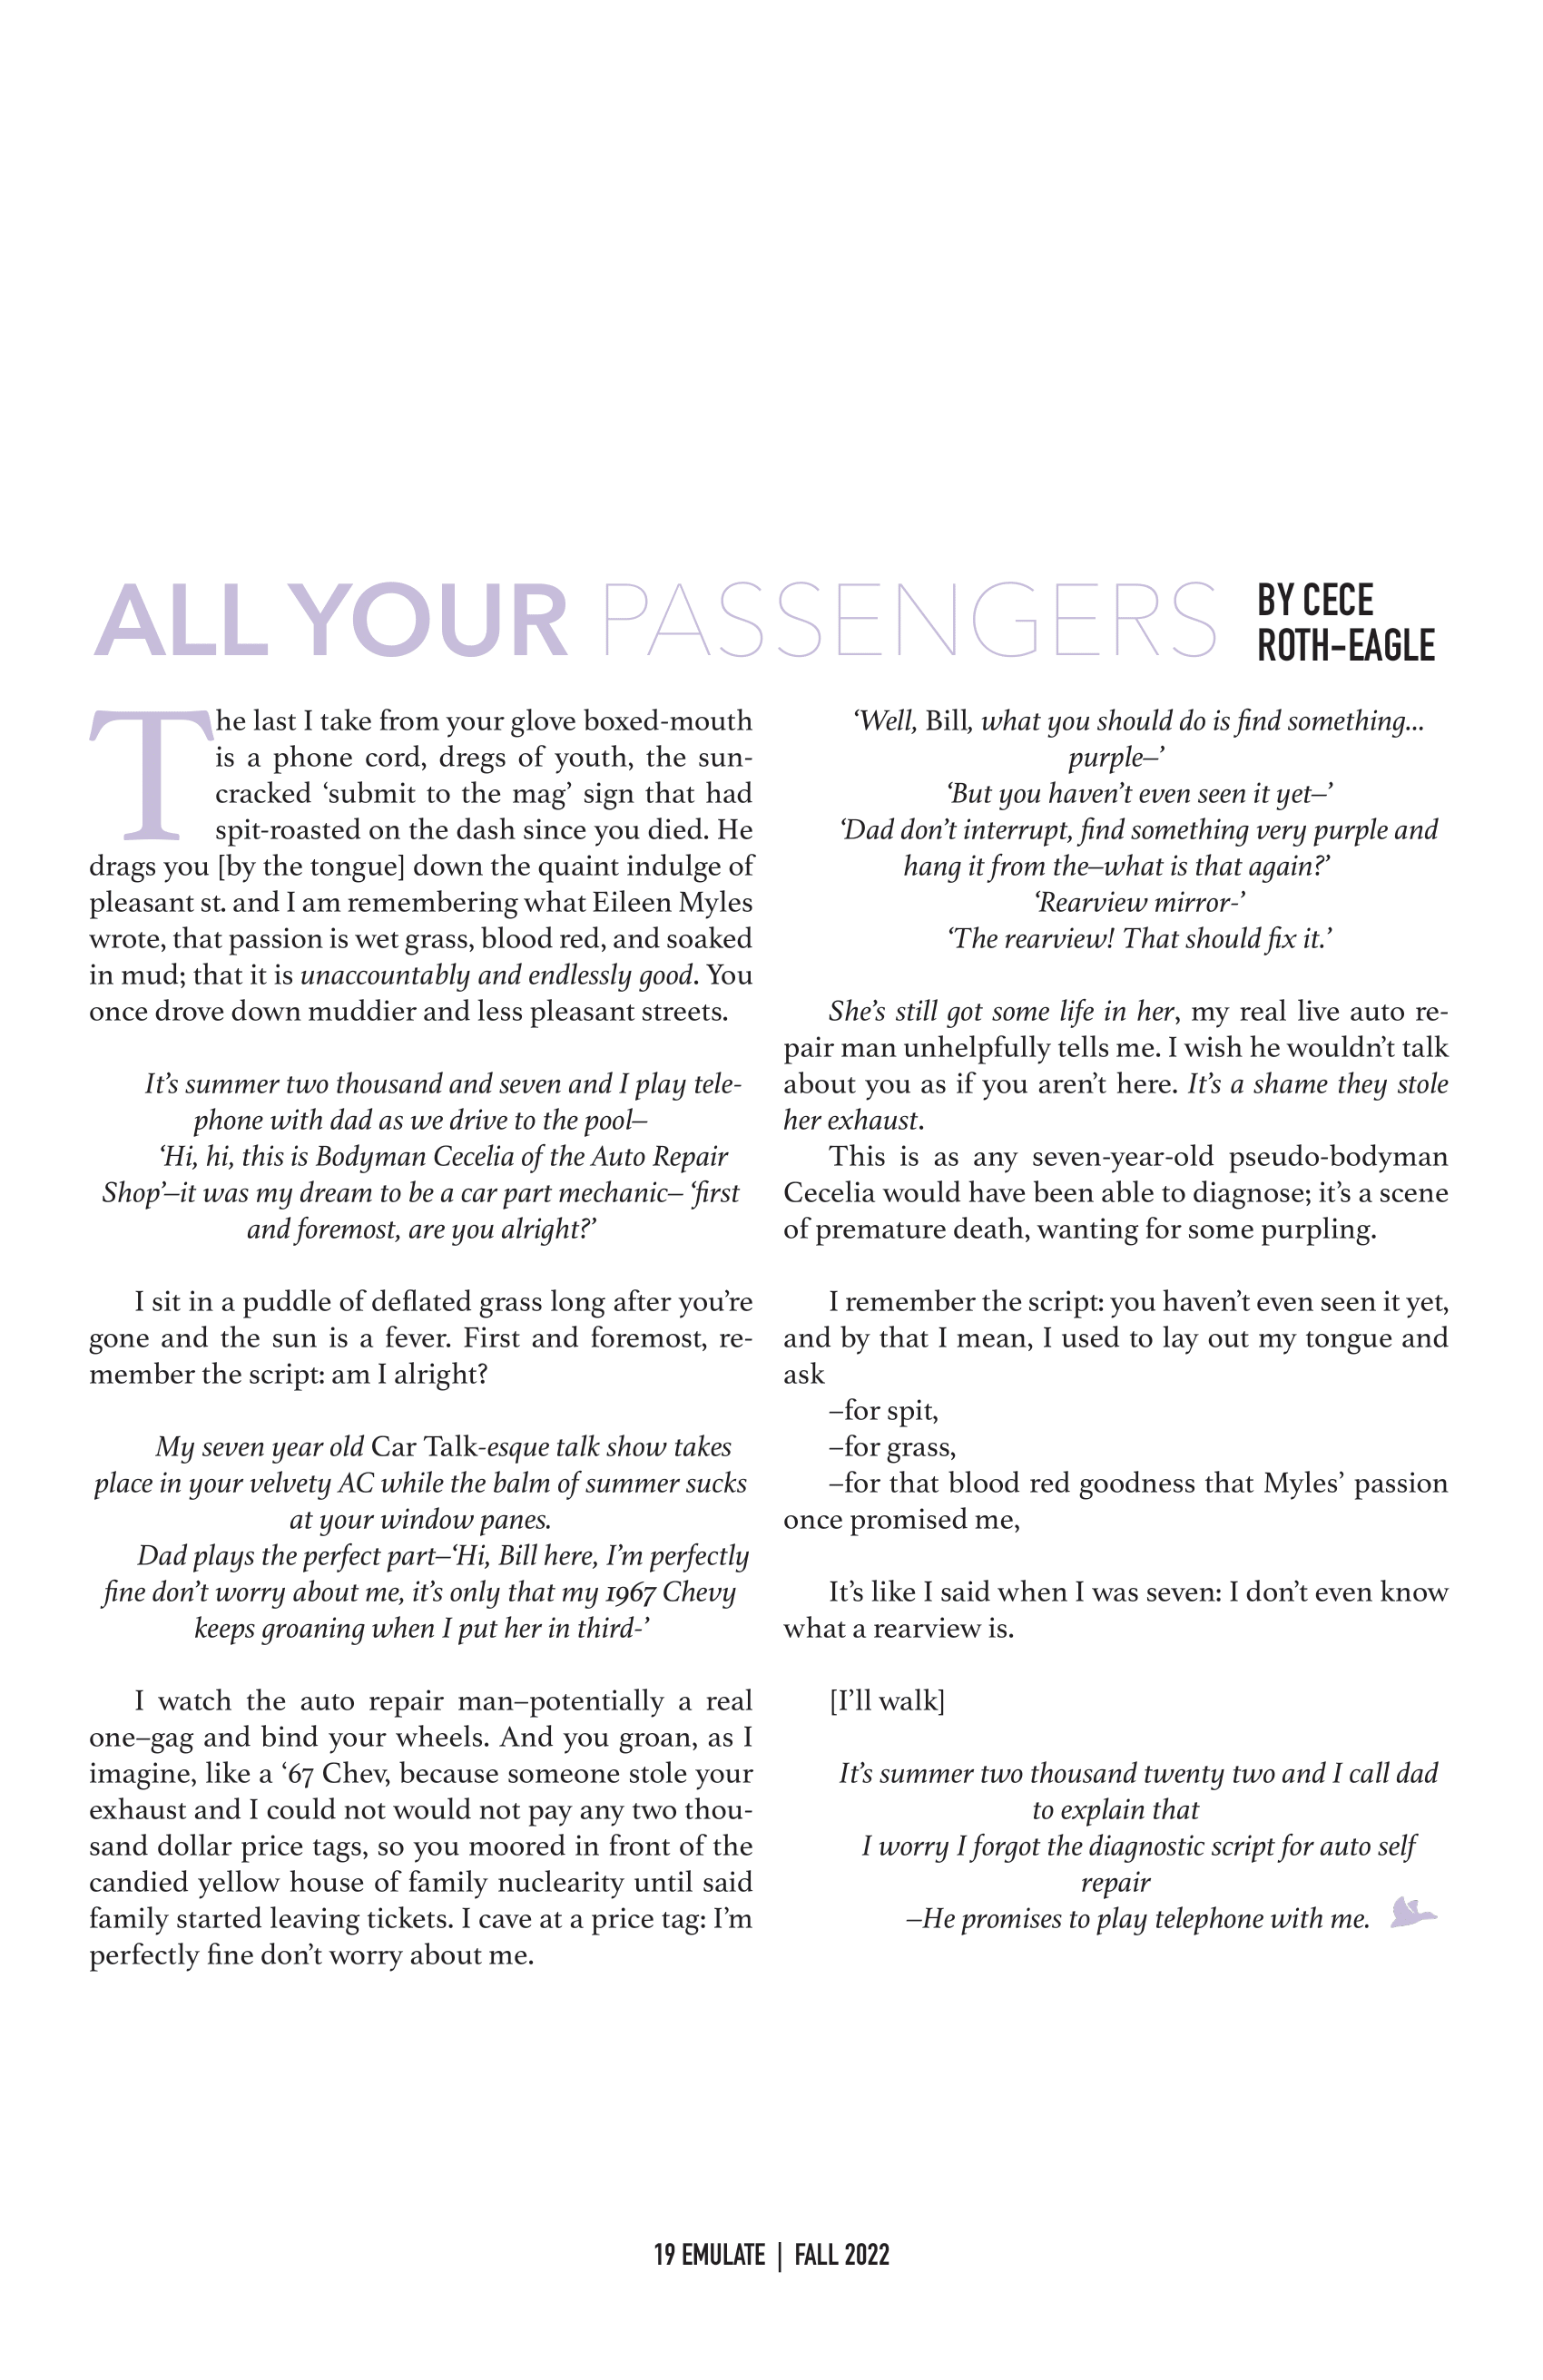 ALL YOUR PASSENGERS
BY CECE
ROTH-EAGLE
The last I take from your glove boxed-mouth
is a phone cord, dregs of youth, the sun-
cracked ‘submit to the mag’ sign that had
spit-roasted on the dash since you died. He
drags you [by the tongue] down the quaint indulge of
pleasant st. and I am remembering what Eileen Myles
wrote, that passion is wet grass, blood red, and soaked
in mud; that it is unaccountably and endlessly good. You
once drove down muddier and less pleasant streets.
It’s summer two thousand and seven and I play tele-
phone with dad as we drive to the pool–
‘Hi, hi, this is Bodyman Cecelia of the Auto Repair
Shop’–it was my dream to be a car part mechanic– ‘first
and foremost, are you alright?’
I sit in a puddle of deflated grass long after you’re
gone and the sun is a fever. First and foremost, re-
member the script: am I alright?
My seven year old Car Talk-esque talk show takes
place in your velvety AC while the balm of summer sucks
at your window panes.
Dad plays the perfect part–‘Hi, Bill here, I’m perfectly
fine don’t worry about me, it’s only that my 1967 Chevy
keeps groaning when I put her in third-’
I watch the auto repair man–potentially a real
one–gag and bind your wheels. And you groan, as I
imagine, like a ‘67 Chev, because someone stole your
exhaust and I could not would not pay any two thou-
sand dollar price tags, so you moored in front of the
candied yellow house of family nuclearity until said
family started leaving tickets. I cave at a price tag: I’m
perfectly fine don’t worry about me.
‘Well, Bill, what you should do is find something...
purple–’
‘But you haven’t even seen it yet–’
‘Dad don’t interrupt, find something very purple and
hang it from the–what is that again?’
‘Rearview mirror-’
‘The rearview! That should fix it.’
She’s still got some life in her, my real live auto re-
pair man unhelpfully tells me. I wish he wouldn’t talk
about you as if you aren’t here. It’s a shame they stole
her exhaust.
This is as any seven-year-old pseudo-bodyman
Cecelia would have been able to diagnose; it’s a scene
of premature death, wanting for some purpling.
I remember the script: you haven’t even seen it yet,
and by that I mean, I used to lay out my tongue and
ask
–for spit,
–for grass,
–for that blood red goodness that Myles’ passion
once promised me,
It’s like I said when I was seven: I don’t even know
what a rearview is.
[I’ll walk]
It’s summer two thousand twenty two and I call dad
to explain that
I worry I forgot the diagnostic script for auto self
repair
–He promises to play telephone with me.
19 EMULATE | FALL 2022